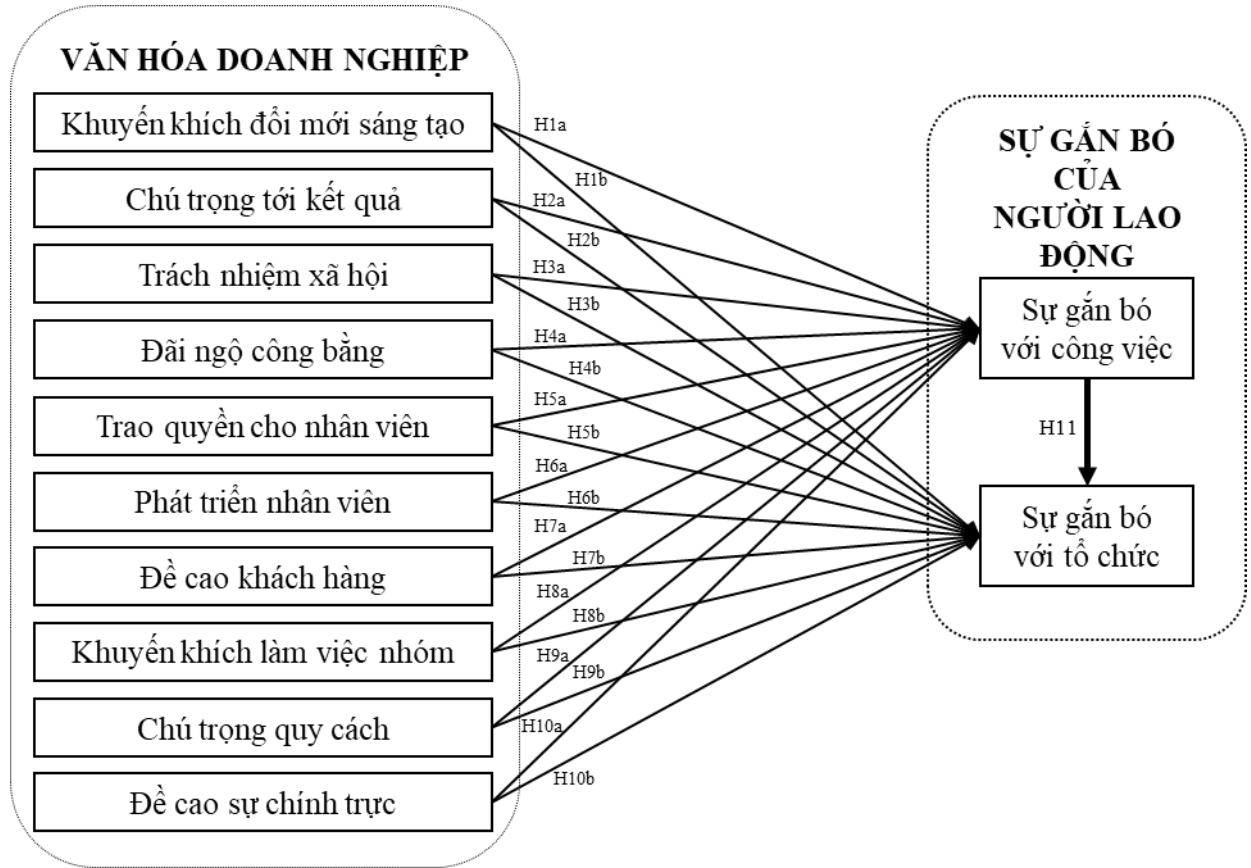 VĂN HÓA DOANH NGHIỆP
Khuyến khích đổi mới sáng tạo
Chú trọng tới kết quả
Trách nhiệm xã hội
Đãi ngộ công bằng
Trao quyền cho nhân viên
Phát triển nhân viên
Đề cao khách hàng
Khuyến khích làm việc nhóm
Chú trọng quy cách
Đề cao sự chính trực
H1a
H1b
H2a
H2b
H3a
H3b
H4a
H4b
H5a
H5b
H6a
H6b
H7a
H7b
H8a
H8b
H9a
H9b
H10a
H10b
SỰ GẮN BÓ
CỦA
NGƯỜI LAO
ĐỘNG
Sự gắn bó
với công việc
H11
Sự gắn bó
với tổ chức